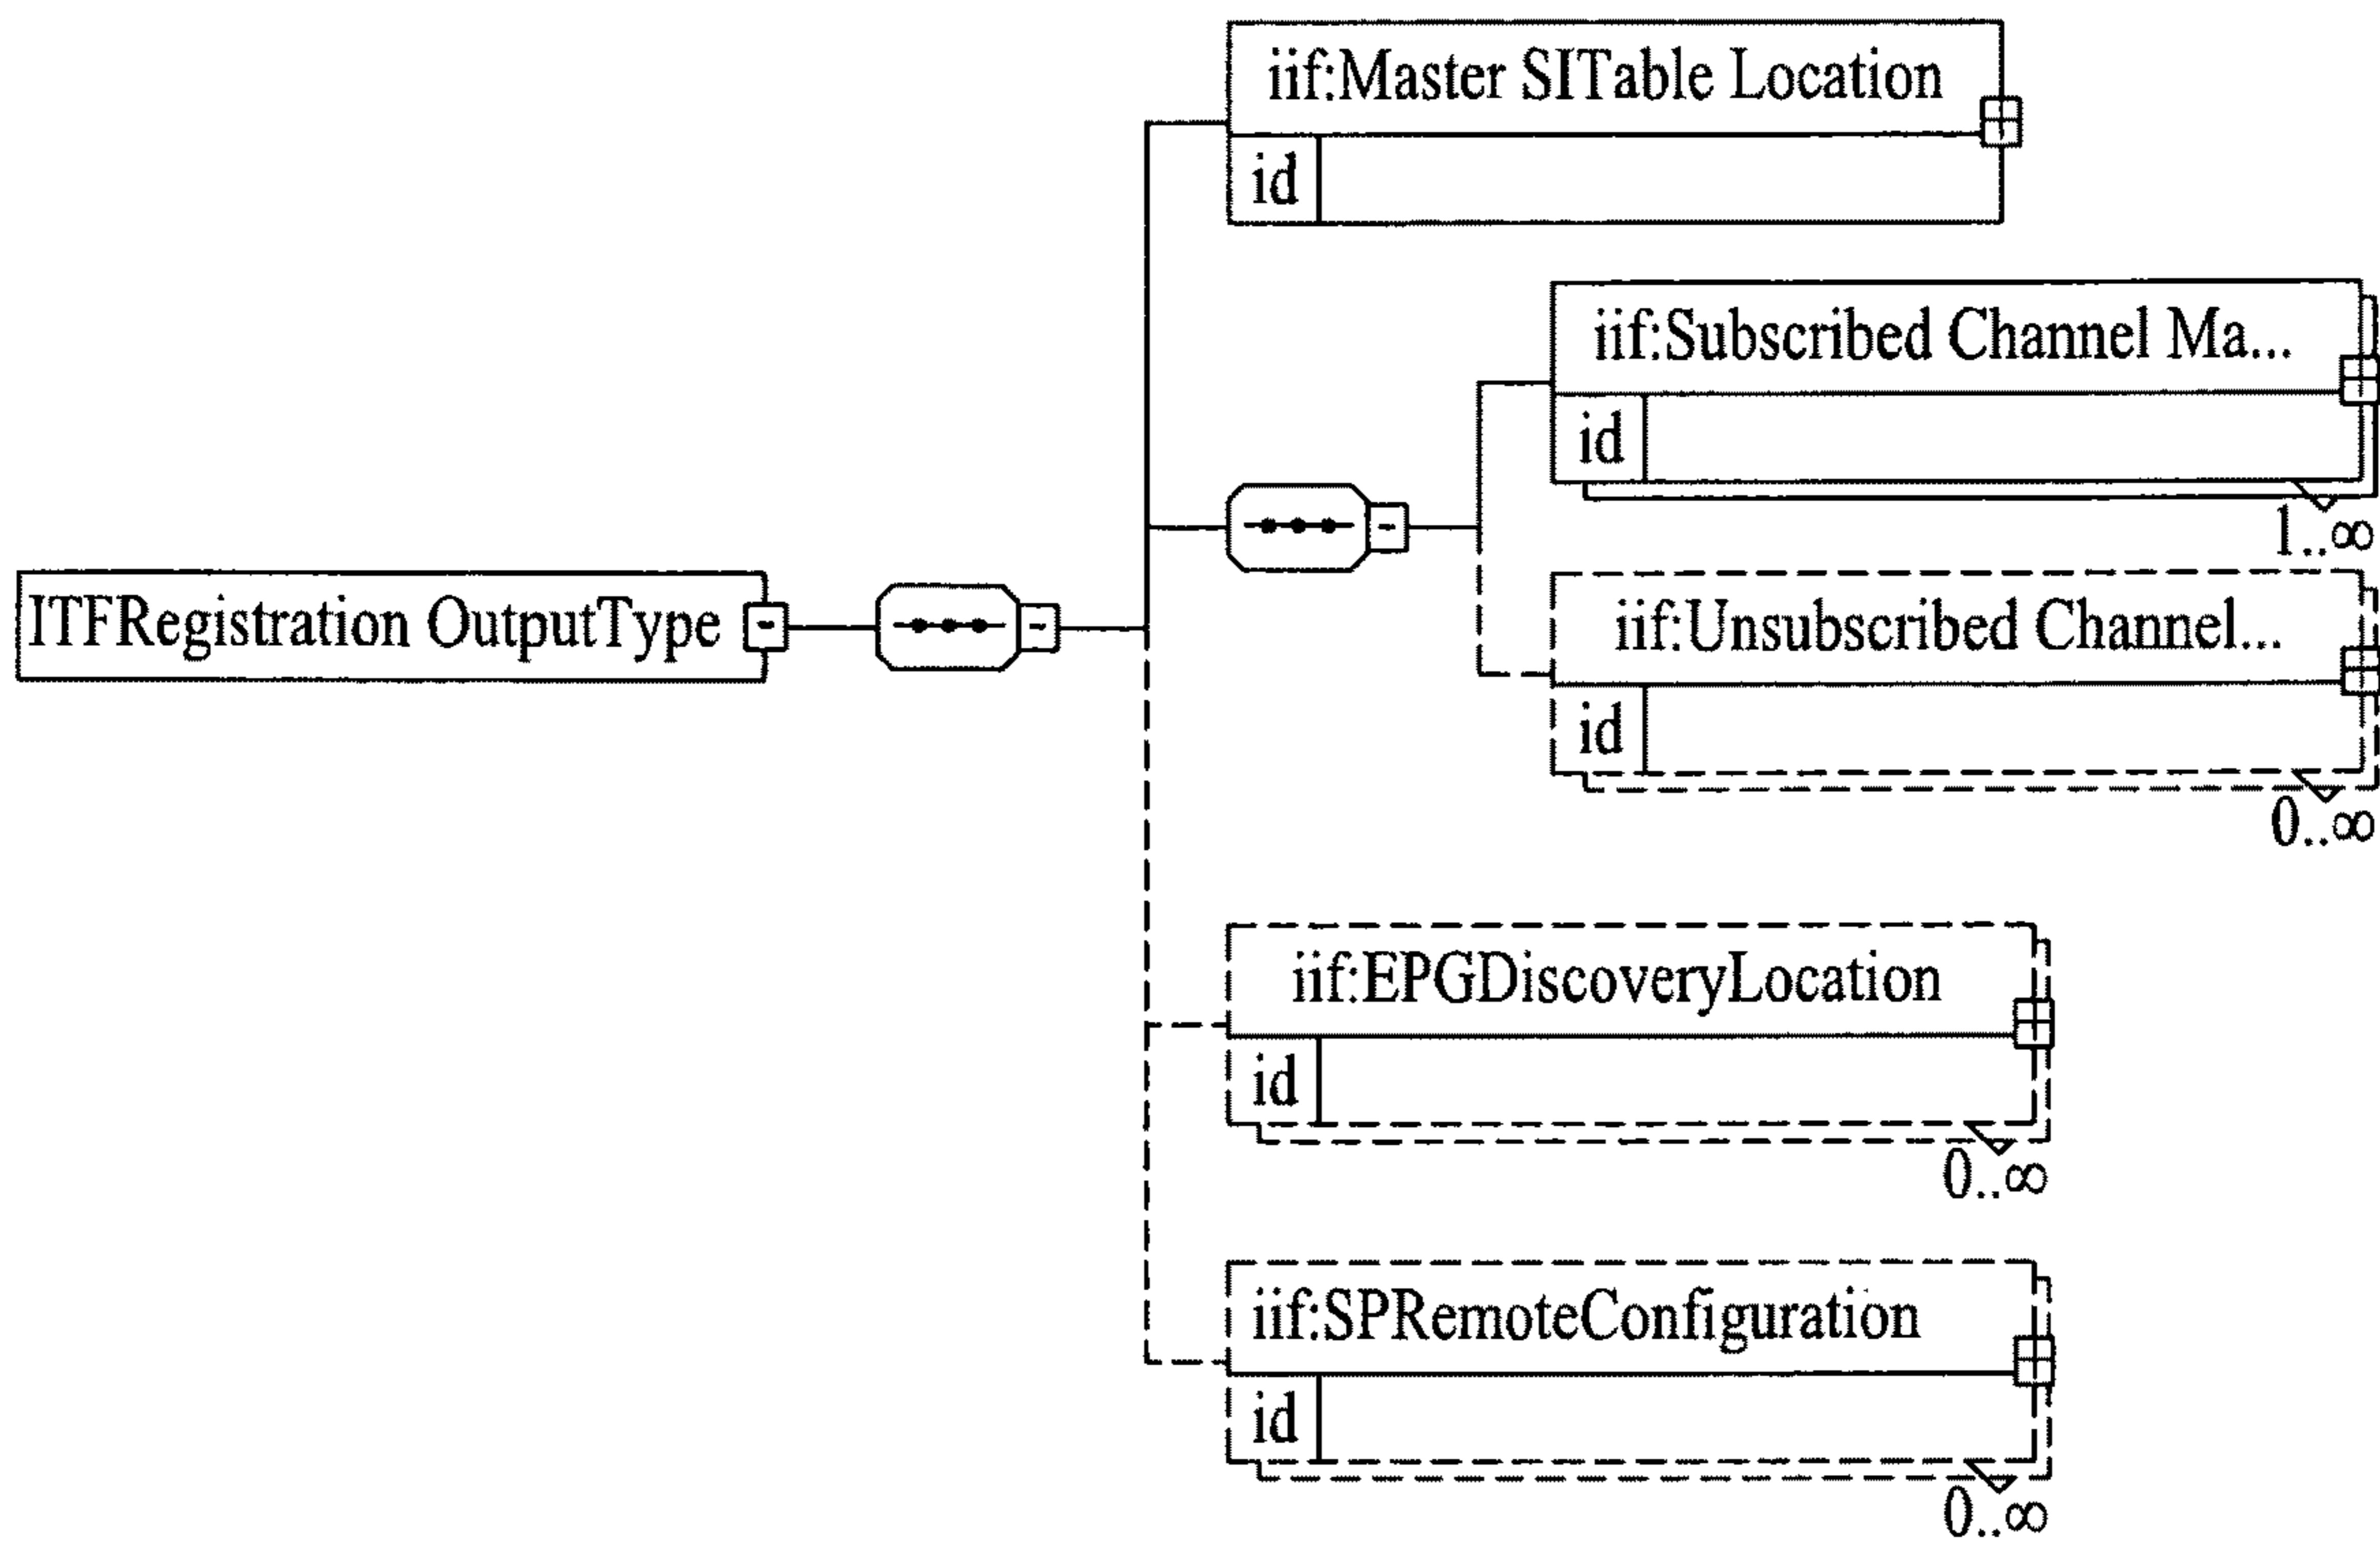 iif:Master SITable Location
id
iif:Subscribed Channel Ma...
id
1..∞
ITFRegistration OutputType
iif:Unsubscribed Channel...
id
0..∞
iif:EPGDiscoveryLocation
id
0..∞
iif:SPRemoteConfiguration
id
0..∞